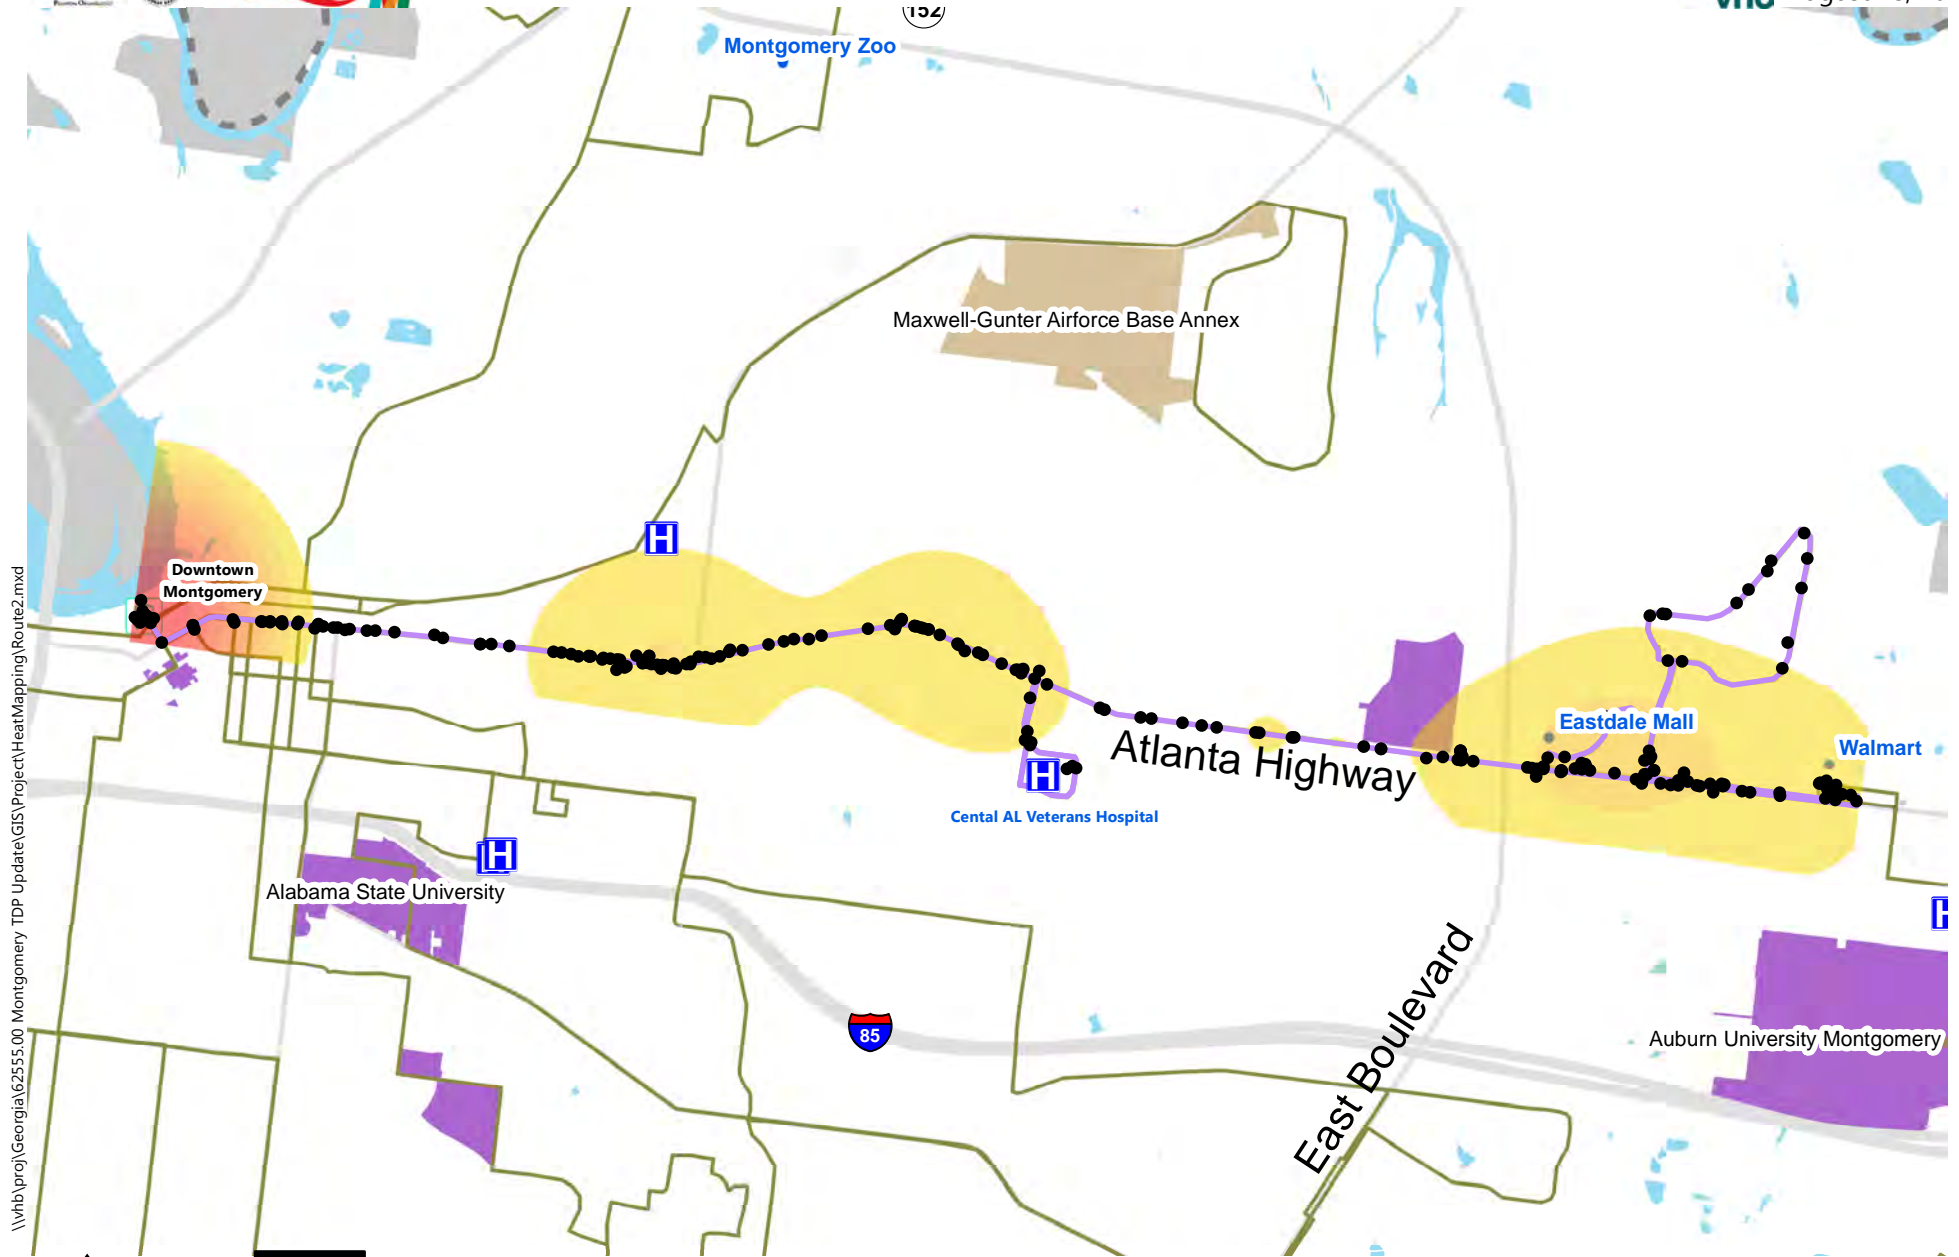 152
Montgomery Zoo
Maxwell-Gunter Airforce Base Annex
H
Downtown
Montgomery
Eastdale Mall
Walmart
Atlanta Highway
H
Cental AL Veterans Hospital
H
Alabama State University
H
85
East Boulevard
Auburn University Montgomery
\\vhb\proj\Georgia\62555.00 Montgomery TDP Update\GIS\Project\HeatMapping\Route2.mxd